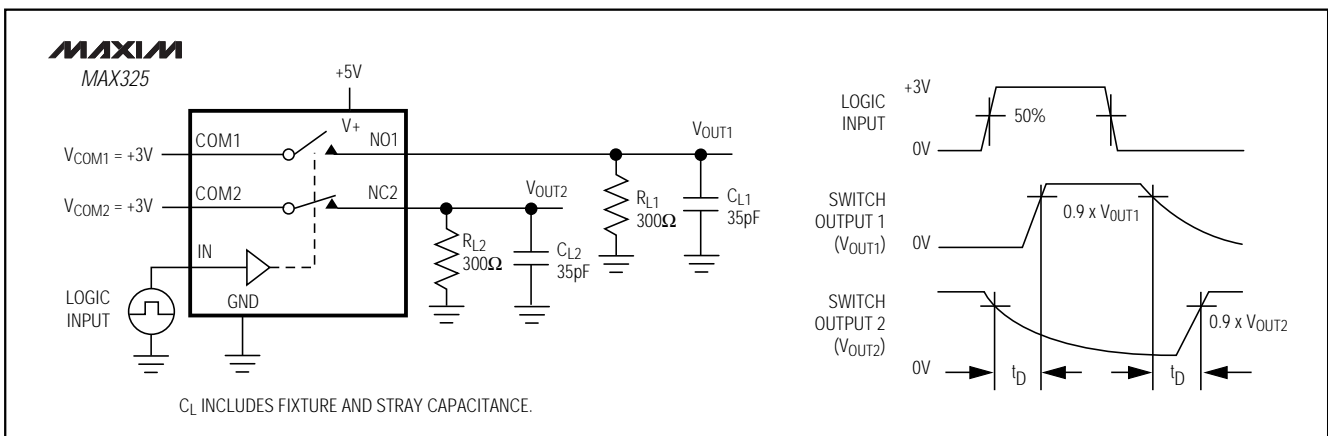 MAXIM
MAX325
+5V
V+
COM1
NO1
VCOM1 = +3V
VOUT1
COM2
NC2
VCOM2 = +3V
VOUT2
RL1
300Ω
CL1
35pF
RL2
300Ω
CL2
35pF
IN
LOGIC
INPUT
GND
CL INCLUDES FIXTURE AND STRAY CAPACITANCE.
LOGIC
INPUT
+3V
50%
0V
SWITCH
OUTPUT 1
(VOUT1)
0.9 x VOUT1
0V
SWITCH
OUTPUT 2
(VOUT2)
0.9 x VOUT2
0V
tD
tD